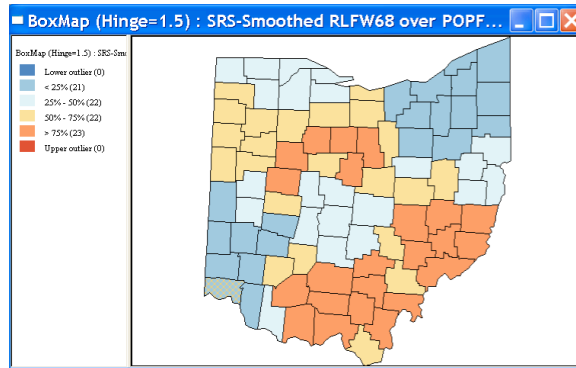 BoxMap (Hinge=1.5) : SRS-Smoothed RLFW68 over POPF...
BoxMap (Hinge=1.5) : SRS-Smo
Lower outlier (0)
< 25% (21)
25% - 50% (22)
50% - 75% (22)
> 75% (23)
Upper outlier (0)